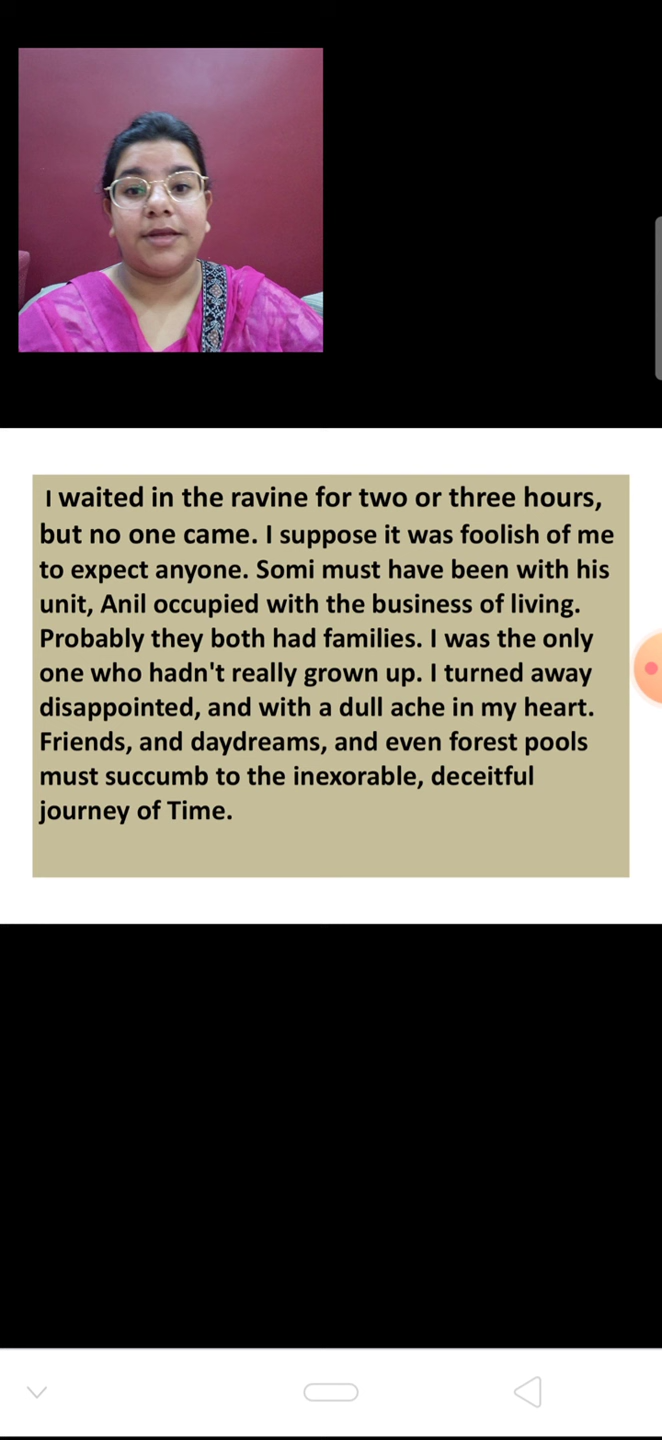 I waited in the ravine for two or three hours,
but no one came. I suppose it was foolish of me
to expect anyone. Somi must have been with his
unit, Anil occupied with the business of living.
Probably they both had families. I was the only
one who hadn't really grown up. I turned away
disappointed, and with a dull ache in my heart.
Friends, and daydreams, and even forest pools
must succumb to the inexorable, deceitful
journey of Time.